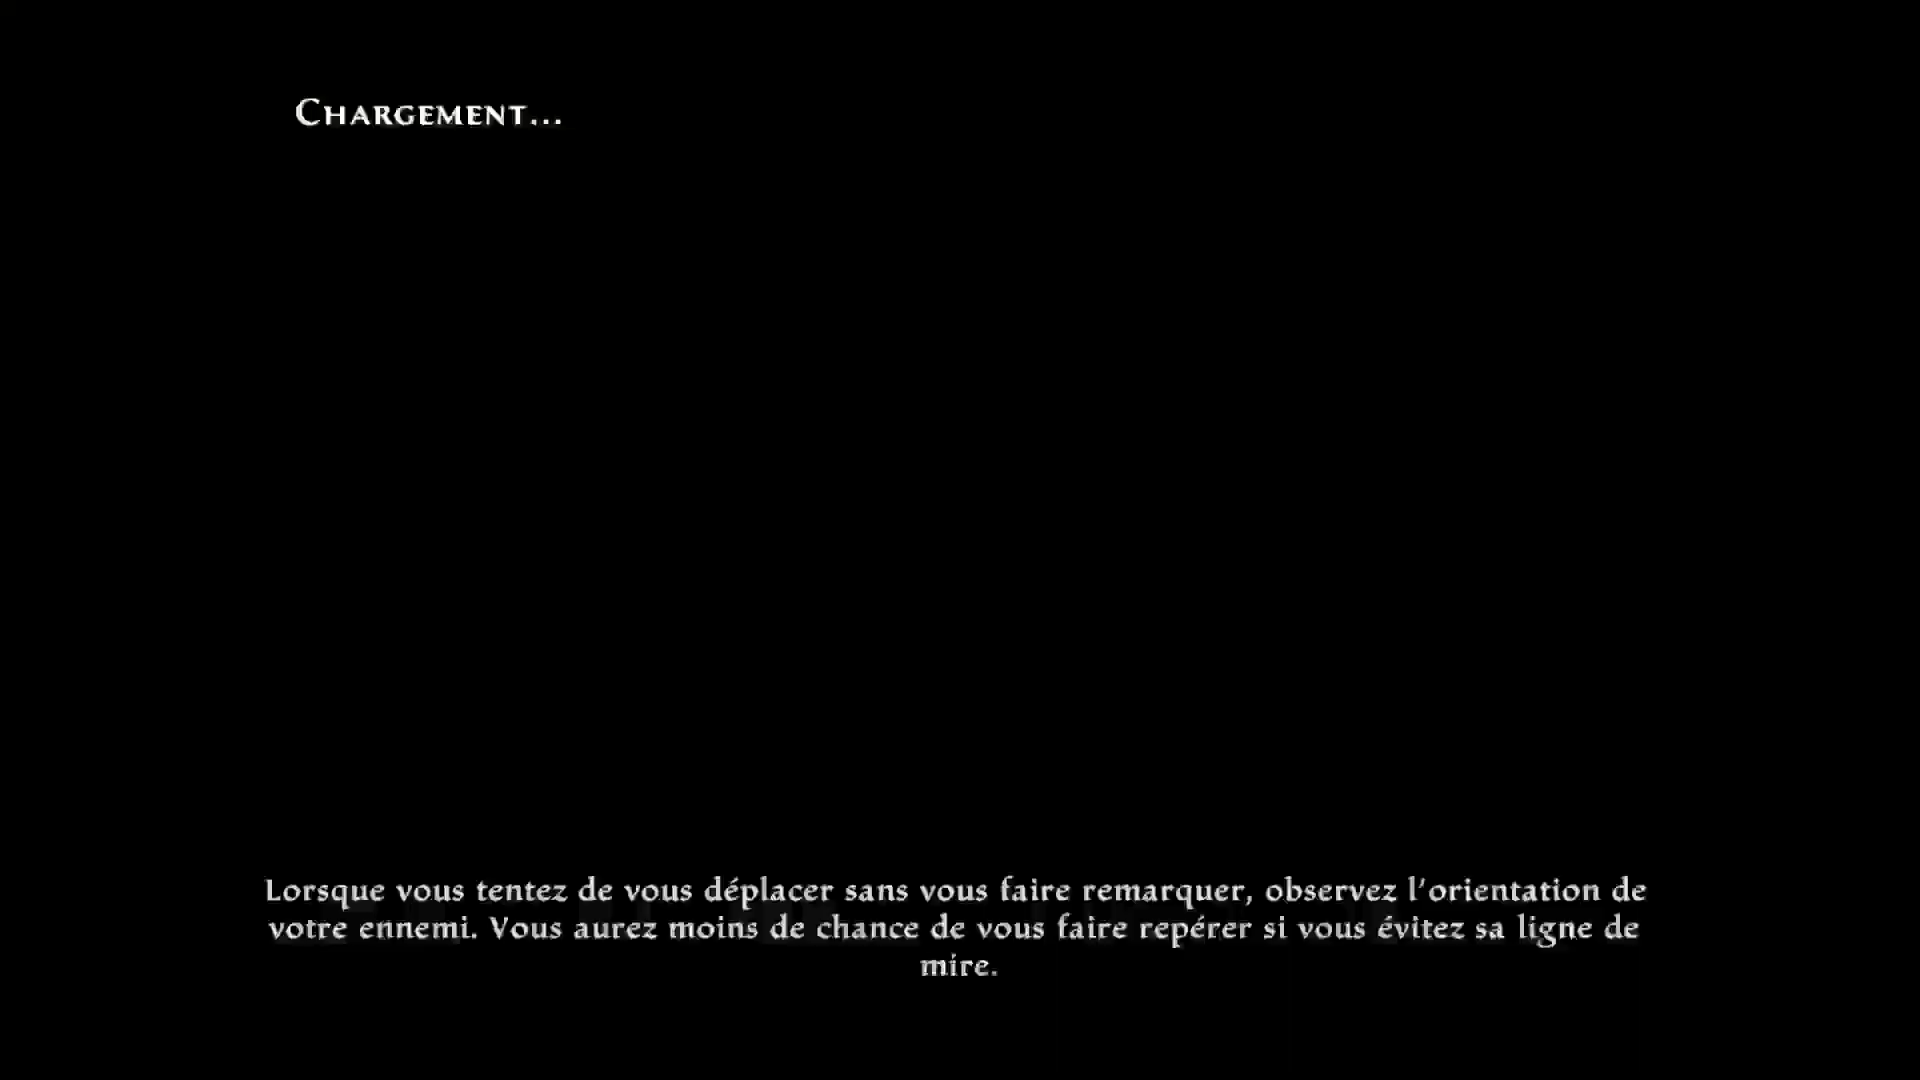 Chargement...
Lorsque vous tentez de vous déplacer sans vous faire remarquer, observez l'orientation de
votre ennemi. Vous aurez moins de chance de vous faire repérer si vous évitez sa ligne de
mire.